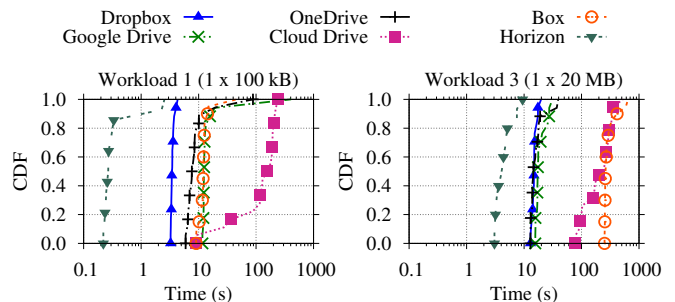 Dropbox OneDrive Box
Google Drive Cloud Drive Horizon
Workload 1 (1 x 100 kB) Workload 3 (1 x 20 MB)
CDF
1.0
0.8
0.6
0.4
0.2
0.0
0.1 1 10 100 1000
Time (s)
CDF
1.0
0.8
0.6
0.4
0.2
0.0
0.1 1 10 100 1000
Time (s)